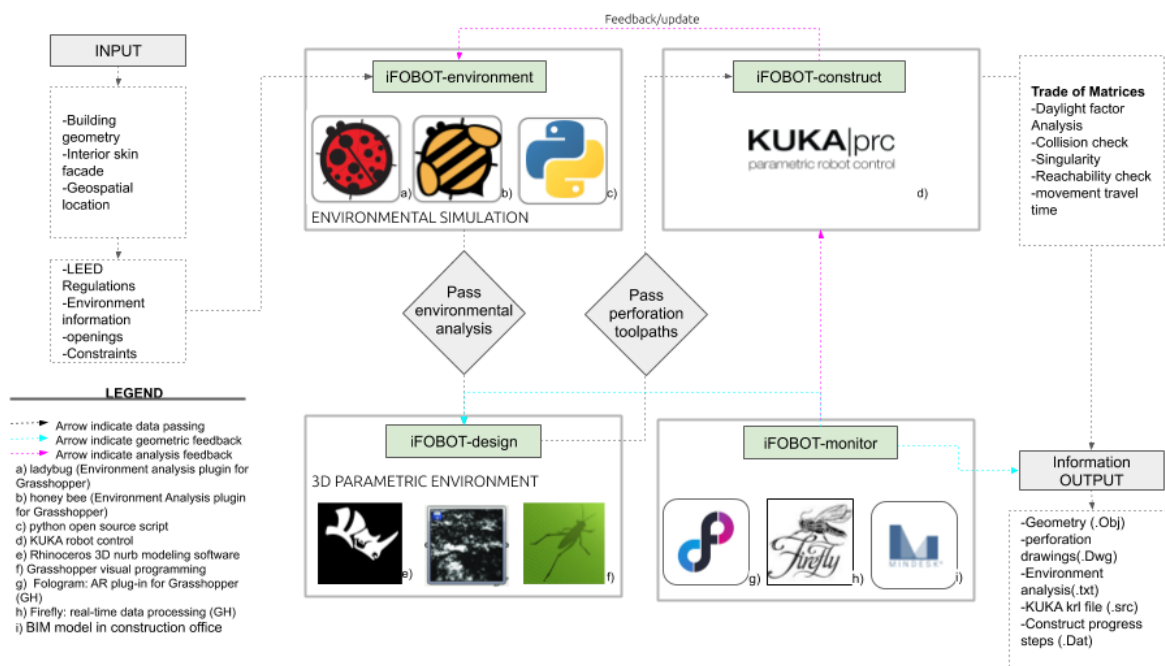 Feedback/update
INPUT
-Building
geometry
-Interior skin
facade
-Geospatial
location
-LEED
Regulations
-Environment
information
-openings
-Constraints
iFOBOT-environment
a)
b)
c)
ENVIRONMENTAL SIMULATION
iFOBOT-construct
KUKA|prc
parametric robot control
d)
Trade of Matrices
-Daylight factor
Analysis
-Collision check
-Singularity
-Reachability check
-movement travel
time
Pass
environmental
analysis
Pass
perforation
toolpaths
LEGEND
Arrow indicate data passing
Arrow indicate geometric feedback
Arrow indicate analysis feedback
a) ladybug (Environment analysis plugin for
Grasshopper)
b) honey bee (Environment Analysis plugin
for Grasshopper)
c) python open source script
d) KUKA robot control
e) Rhinoceros 3D nurb modeling software
f) Grasshopper visual programming
g) Fologram: AR plug-in for Grasshopper
(GH)
h) Firefly: real-time data processing (GH)
i) BIM model in construction office
iFOBOT-design
3D PARAMETRIC ENVIRONMENT
e)
f)
iFOBOT-monitor
g)
Firefly
h)
MINDESK
i)
Information
OUTPUT
-Geometry (.Obj)
-perforation
drawings(.Dwg)
-Environment
analysis(.txt)
-KUKA krl file (.src)
-Construct progress
steps (.Dat)